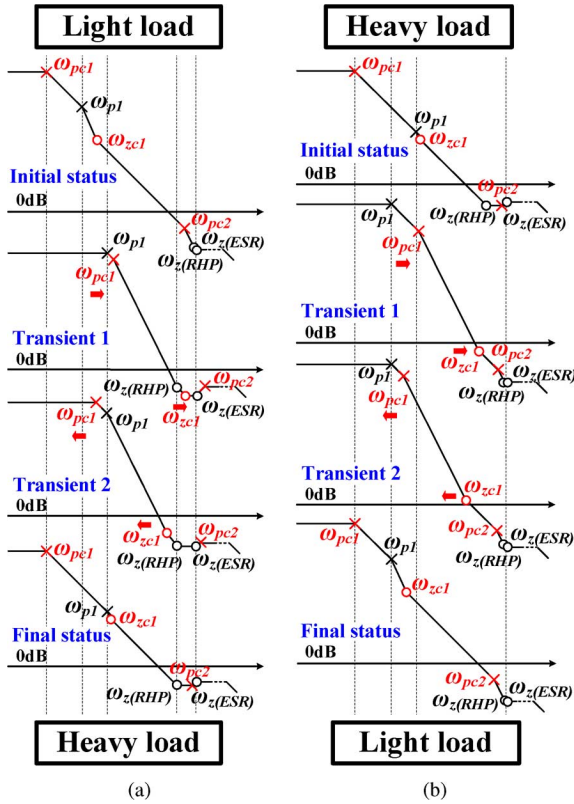 Light load
ωpc1
ωp1
ωzc1
Initial status
0dB
ωpc2
ωz(ESR)
ωz(RHP)
ωp1
ωpc1
Transient 1
0dB
ωz(RHP)
ωpc2
ωzc1
ωz(ESR)
ωpc1
ωp1
Transient 2
0dB
ωzc1
ωpc2
ωz(RHP)
ωz(ESR)
ωpc1
ωp1
ωzc1
Final status
0dB
ωpc2
ωz(RHP)
ωz(ESR)
Heavy load
(a)
Heavy load
ωpc1
ωp1
ωzc1
Initial status
0dB
ωpc2
ωz(RHP)
ωz(ESR)
ωp1
ωpc1
Transient 1
0dB
ωzc1
ωpc2
ωz(ESR)
ωz(RHP)
ωp1
ωpc1
Transient 2
0dB
ωzc1
ωpc2
ωz(RHP)
ωz(ESR)
ωpc1
ωp1
ωzc1
Final status
0dB
ωpc2
ωz(ESR)
ωz(RHP)
Light load
(b)